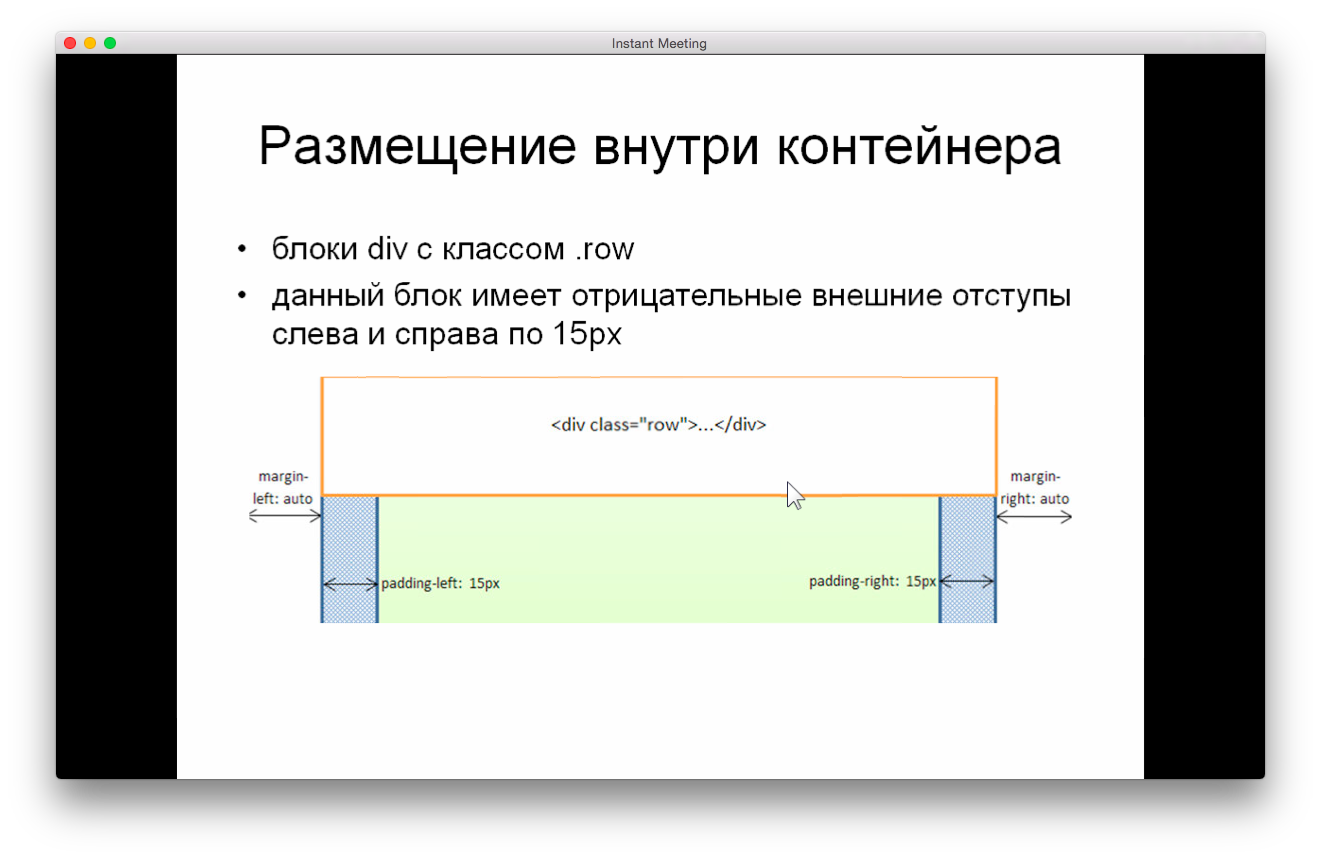 Instant Meeting
Размещение внутри контейнера
• блоки div с классом .row
• данный блок имеет отрицательные внешние отступы
слева и справа по 15px
<div class="row">...</div>
margin-
left: auto
margin-
right: auto
padding-left: 15px
padding-right: 15px